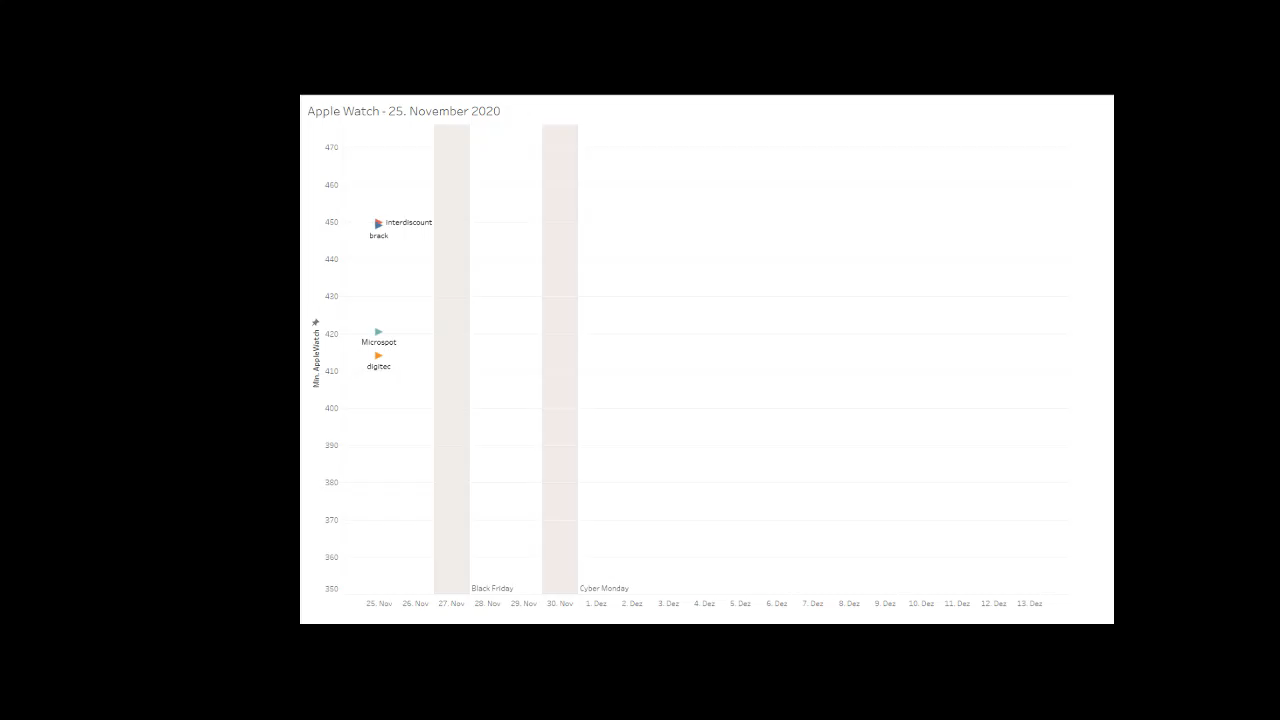 Apple Watch - 25. November 2020
470
460
450
440
430
420
410
400
390
380
370
360
350
Min. AppleWatch
Interdiscount
brack
Microspot
digitec
Black Friday
Cyber Monday
25. Nov 26. Nov 27. Nov 28. Nov 29. Nov 30. Nov 1. Dez 2. Dez 3. Dez 4. Dez 5. Dez 6. Dez 7. Dez 8. Dez 9. Dez 10. Dez 11. Dez 12. Dez 13. Dez